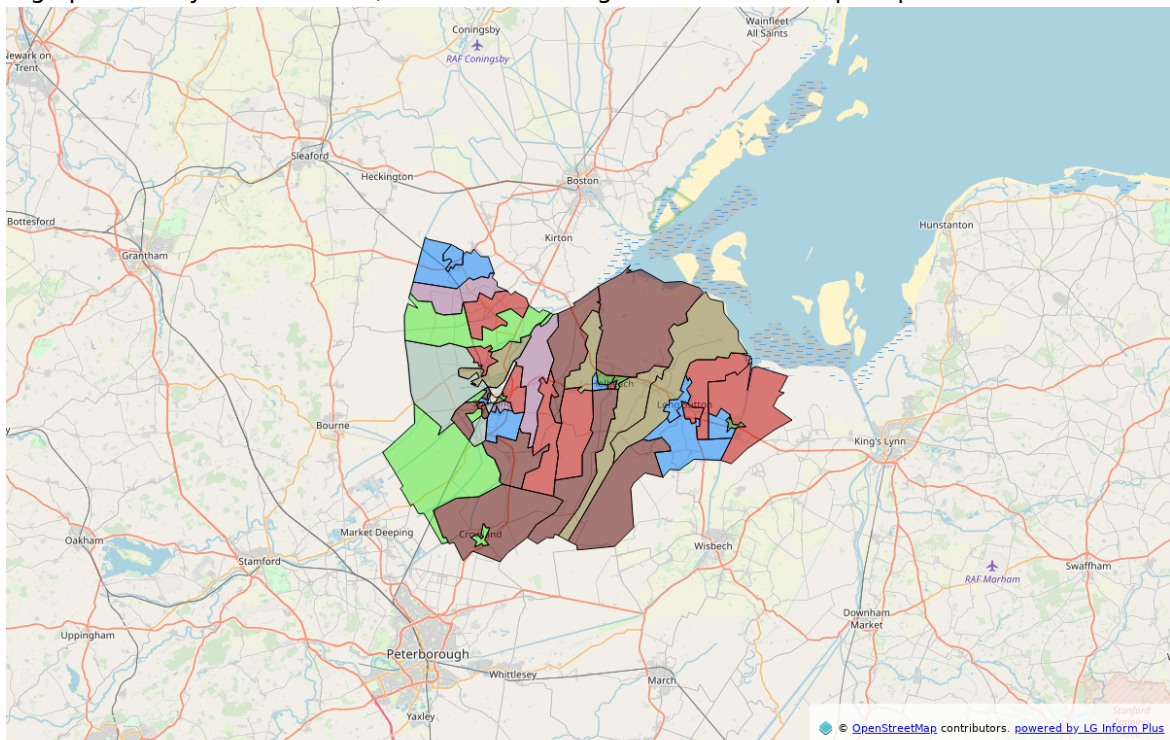 Wainfleet
All Saints
Coningsby
RAF Coningsby
Newark on
Trent
Sleaford
Heckington
Boston
Bottesford
Hunstanton
Kirton
Grantham
Bourne
King's Lynn
Market Deeping
Oakham
Stamford
Wisbech
Swaffham
RAF Marham
Downham
Market
Uppingham
Peterborough
Whittlesey
March
Yaxley
Stanford
© OpenStreetMap contributors. powered by LG Inform Plus